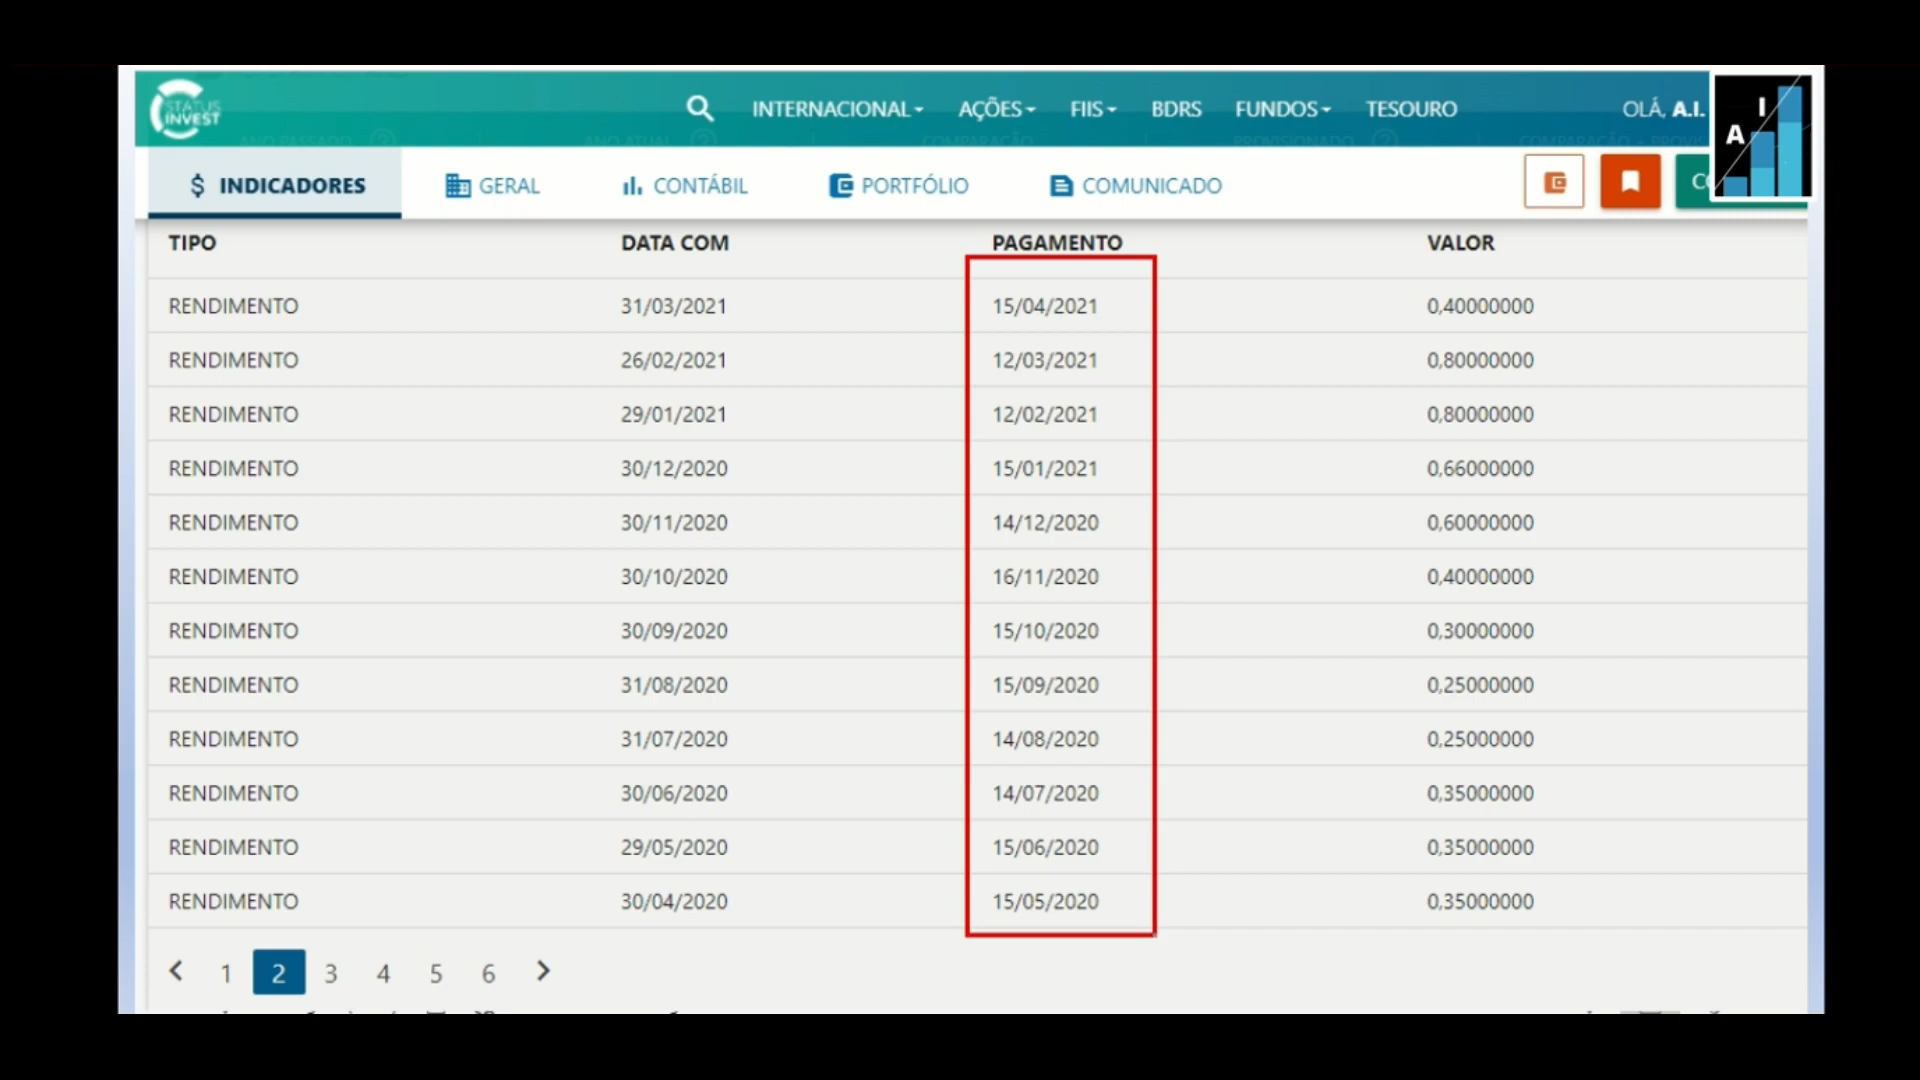 STATUS INVEST
INTERNACIONAL AÇÕES FIIS BDRS FUNDOS TESOURO OLÁ, A.I.
A I
INDICADORES GERAL CONTÁBIL PORTFÓLIO COMUNICADO
TIPO DATA COM PAGAMENTO VALOR
RENDIMENTO 31/03/2021 15/04/2021 0,40000000
RENDIMENTO 26/02/2021 12/03/2021 0,80000000
RENDIMENTO 29/01/2021 12/02/2021 0,80000000
RENDIMENTO 30/12/2020 15/01/2021 0,66000000
RENDIMENTO 30/11/2020 14/12/2020 0,60000000
RENDIMENTO 30/10/2020 16/11/2020 0,40000000
RENDIMENTO 30/09/2020 15/10/2020 0,30000000
RENDIMENTO 31/08/2020 15/09/2020 0,25000000
RENDIMENTO 31/07/2020 14/08/2020 0,25000000
RENDIMENTO 30/06/2020 14/07/2020 0,35000000
RENDIMENTO 29/05/2020 15/06/2020 0,35000000
RENDIMENTO 30/04/2020 15/05/2020 0,35000000
1 2 3 4 5 6